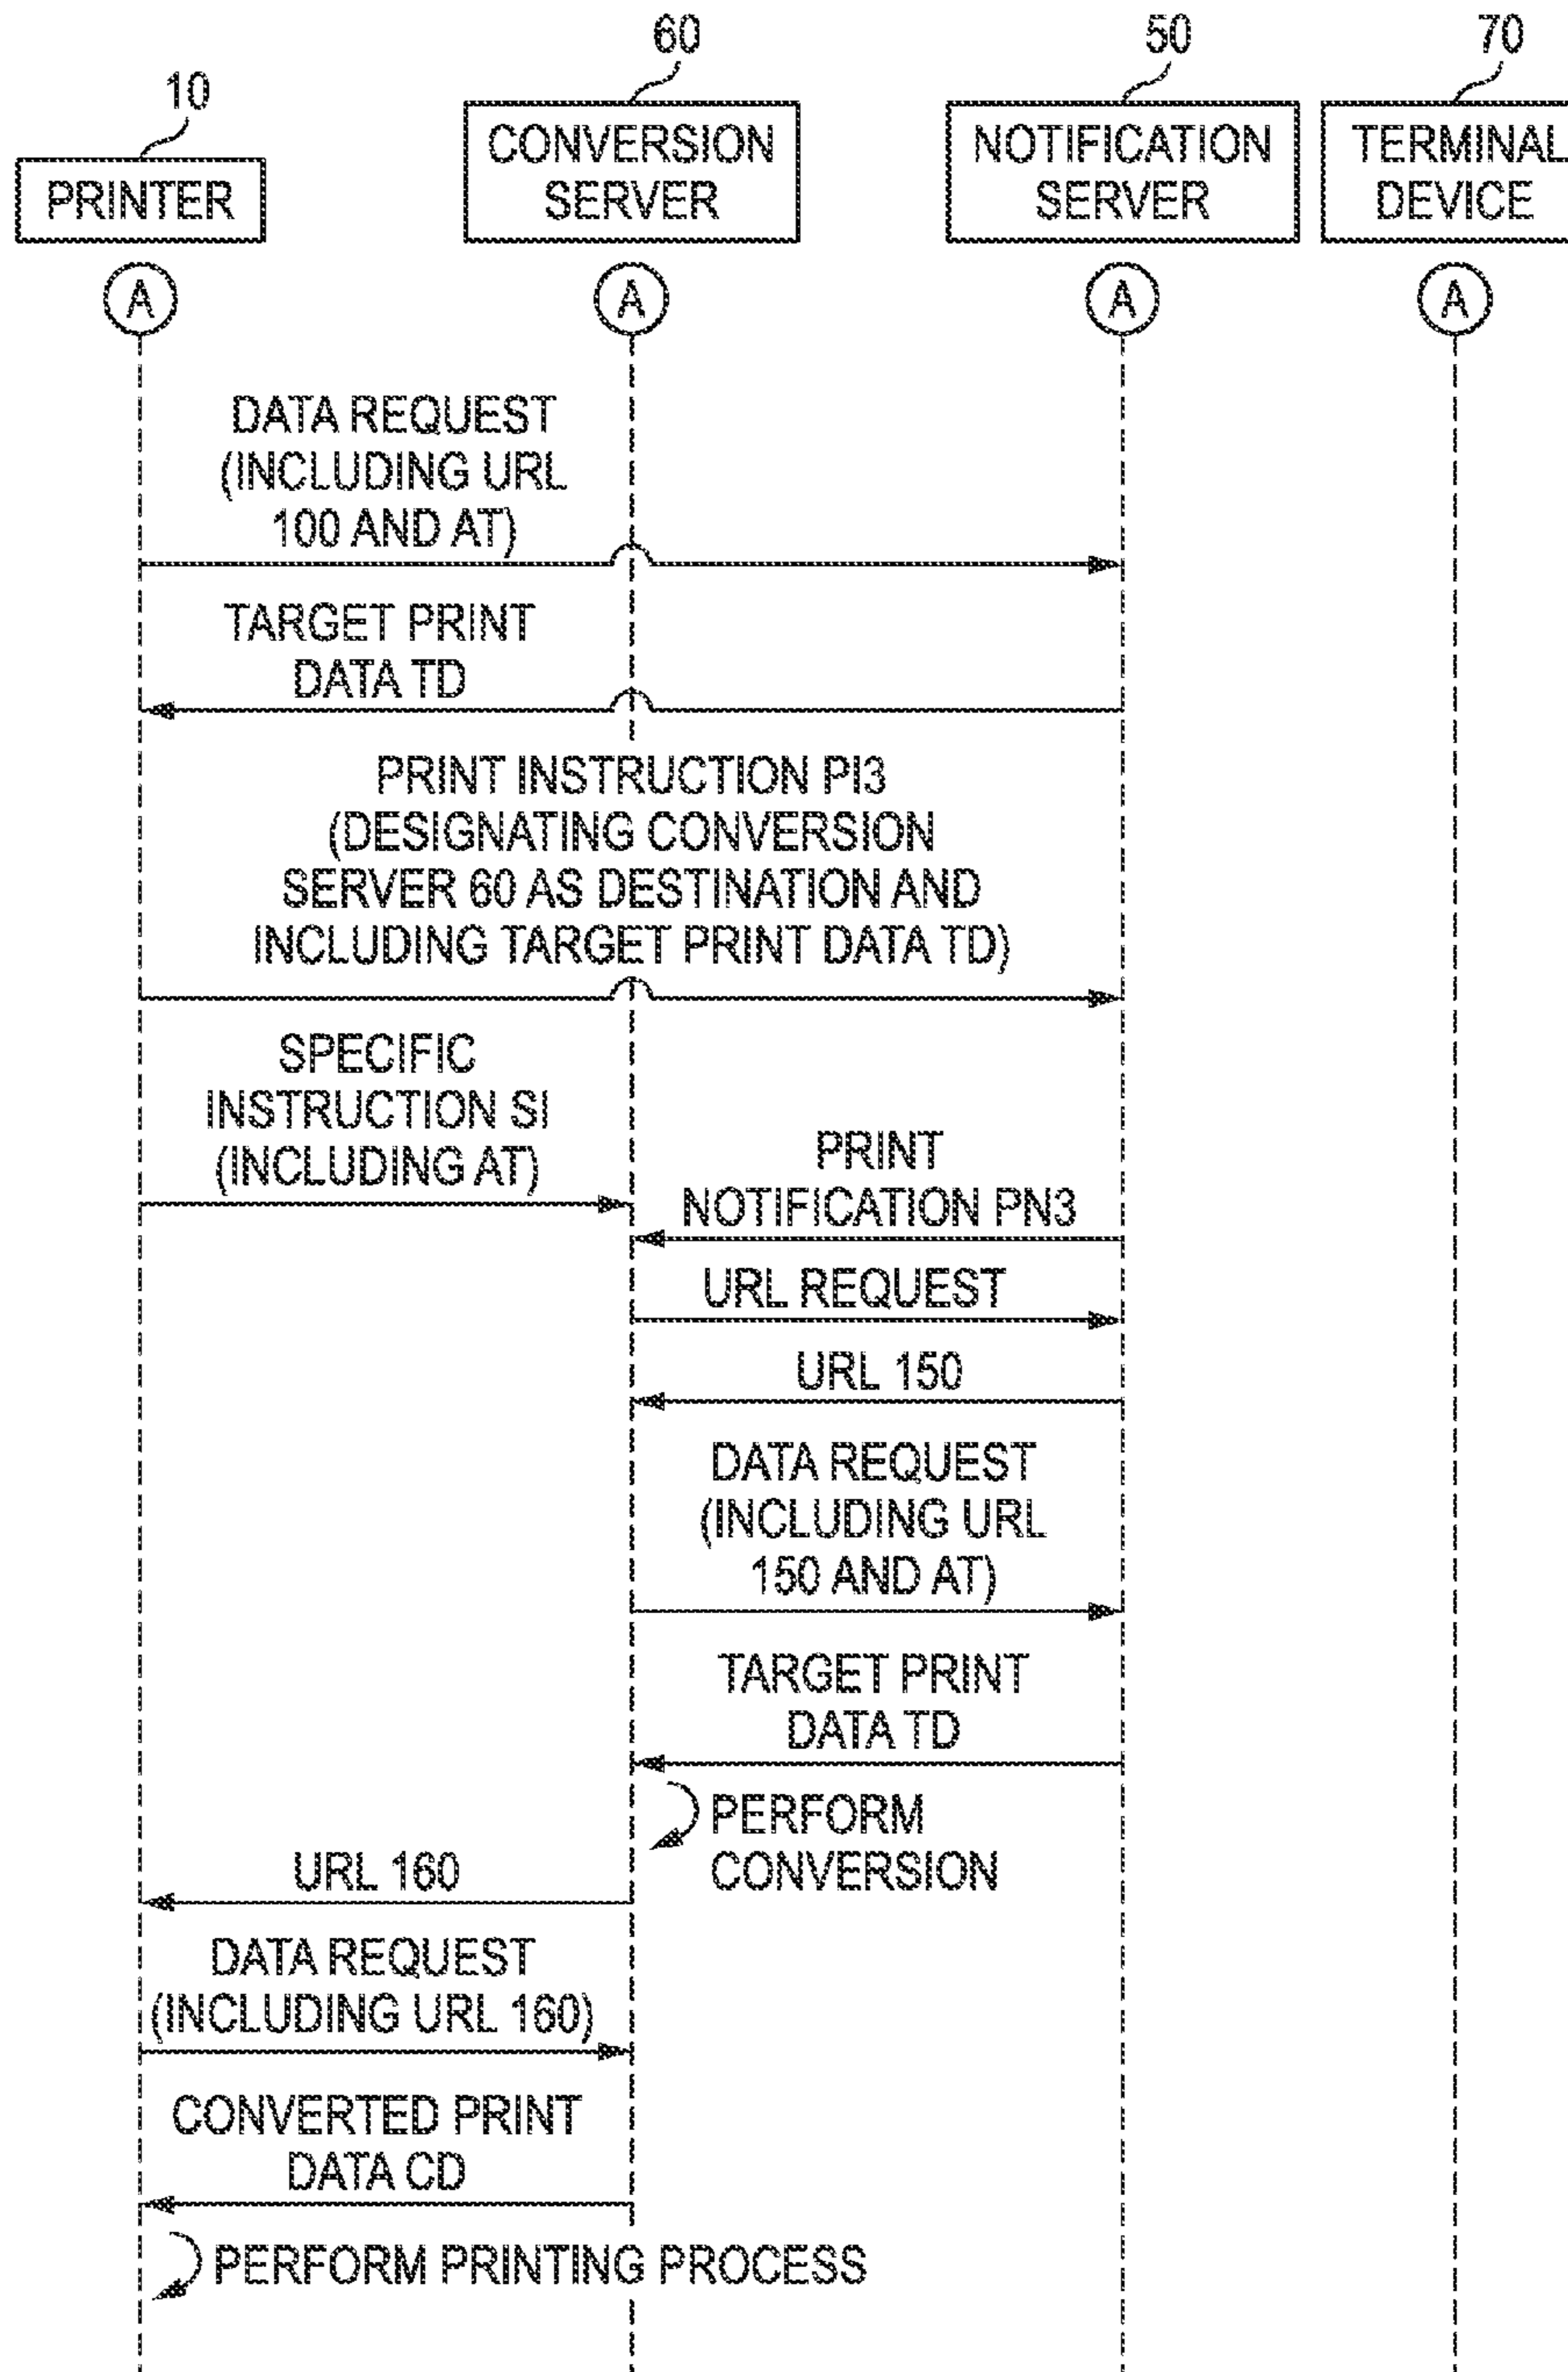 60
50
70
10
CONVERSION
SERVER
NOTIFICATION
SERVER
TERMINAL
DEVICE
PRINTER
A
A
A
A
DATA REQUEST
(INCLUDING URL
100 AND AT)
TARGET PRINT
DATA TD
PRINT INSTRUCTION PI3
(DESIGNATING CONVERSION
SERVER 60 AS DESTINATION AND
INCLUDING TARGET PRINT DATA TD)
SPECIFIC
INSTRUCTION SI
(INCLUDING AT)
PRINT
NOTIFICATION PN3
URL REQUEST
URL 150
DATA REQUEST
(INCLUDING URL
150 AND AT)
TARGET PRINT
DATA TD
PERFORM
CONVERSION
URL 160
DATA REQUEST
(INCLUDING URL 160)
CONVERTED PRINT
DATA CD
PERFORM PRINTING PROCESS